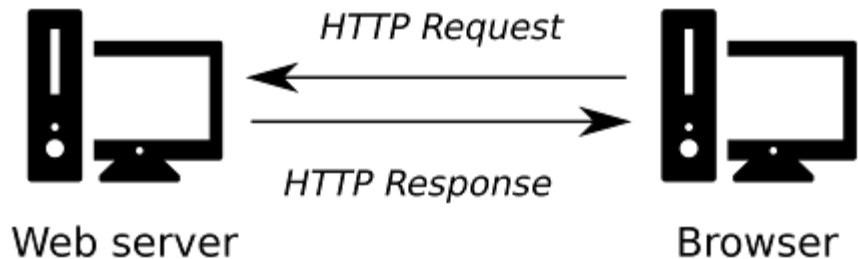 HTTP Request
HTTP Response
Web server
Browser